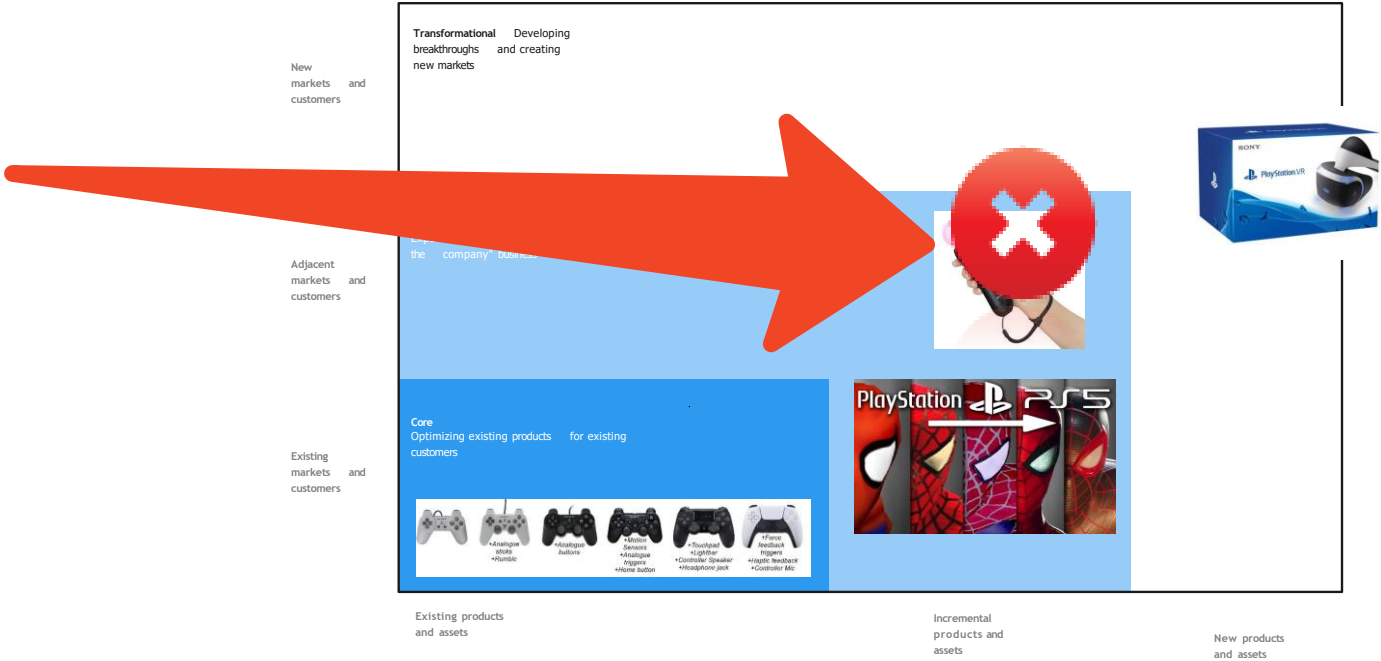 Transformational Developing
breakthroughs and creating
new markets
New
markets and
customers
SONY
PlayStation VR
the company" business
Adjacent
markets and
customers
PlayStation PS5
Core
Optimizing existing products for existing
customers
Existing
markets and
customers
+Analogue
sticks
+Rumble
+Analogue
buttons
+Motion
Sensors
+Analogue
triggers
+Home button
+Touchpad
+Lightbar
+Controller Speaker
+Headphone jack
+Force
feedback
triggers
+Haptic feedback
+Controller Mic
Existing products
and assets
Incremental
products and
assets
New products
and assets